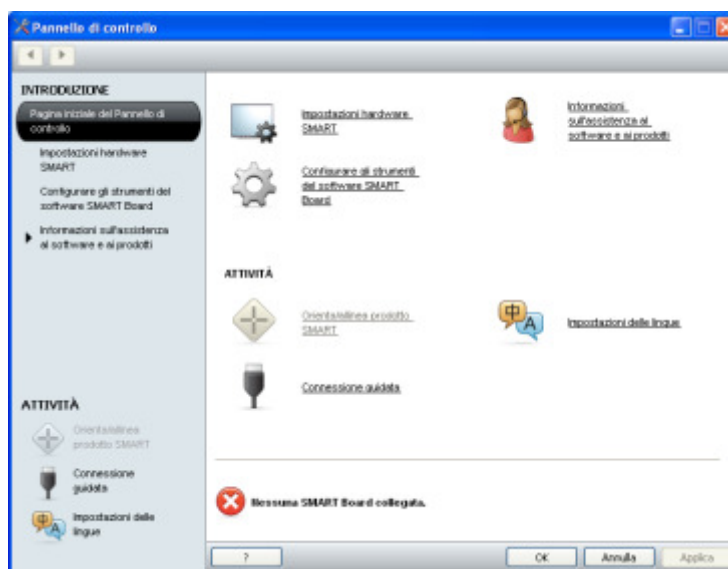 Pannello di controllo
INTRODUZIONE
Pagina iniziale del Pannello di
controllo
Impostazioni hardware
SMART
Configurare gli strumenti del
software SMART Board
Informazioni sull'assistenza
al software e ai prodotti
ATTIVITÀ
Orienta/allinea
prodotto SMART
Connessione
guidata
Impostazioni delle
lingue
Impostazioni hardware
SMART
Informazioni
sull'assistenza al
software e ai prodotti
Configurare gli strumenti
del software SMART
Board
ATTIVITÀ
Orienta/allinea prodotto
SMART
中
A
Impostazioni delle lingue
Connessione guidata
Nessuna SMART Board collegata.
?
OK
Annulla
Applica